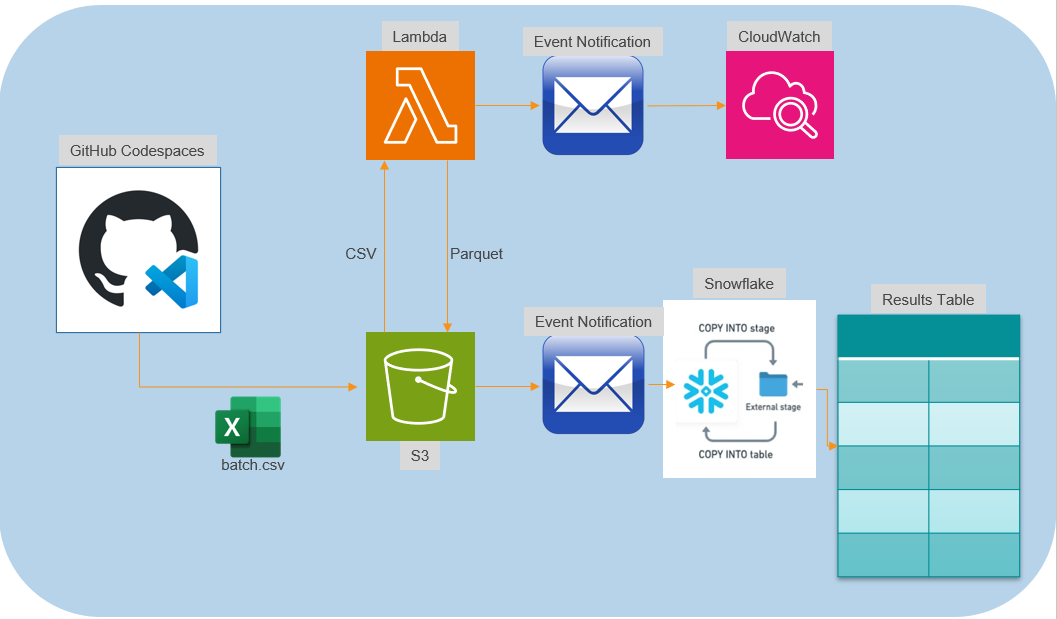 Lambda
Event Notification
CloudWatch
GitHub Codespaces
CSV
Parquet
Snowflake
Results Table
Event Notification
COPY INTO stage
External stage
COPY INTO table
X
batch.csv
S3